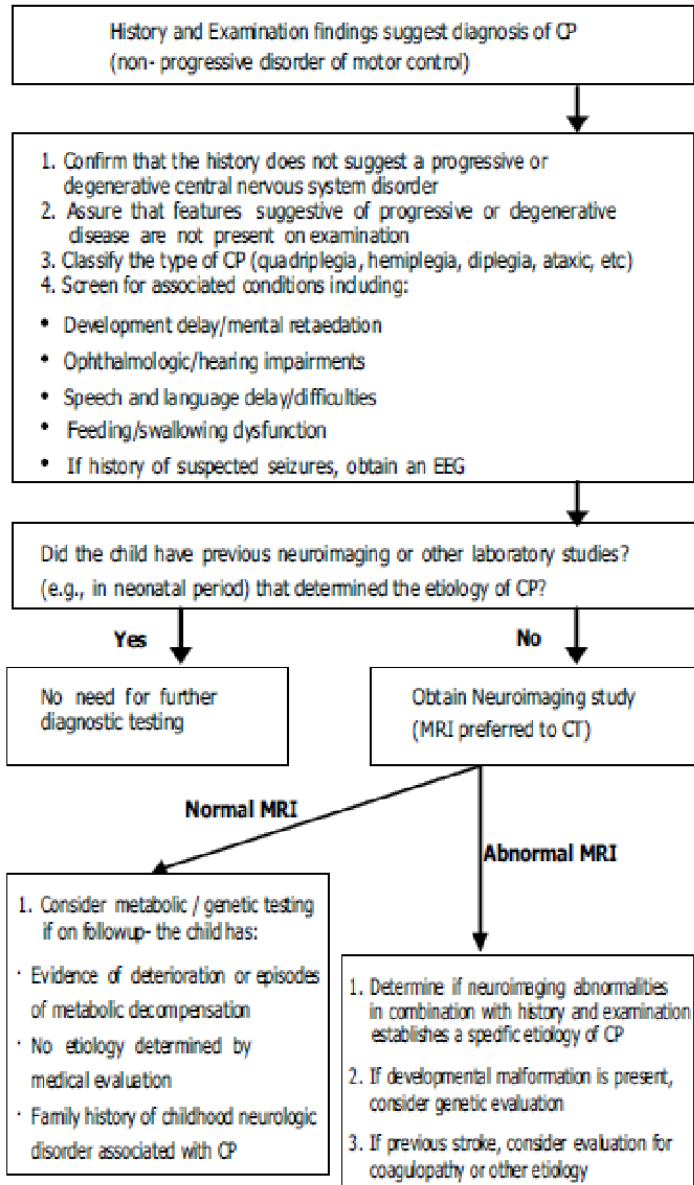 History and Examination findings suggest diagnosis of CP
(non- progressive disorder of motor control)
1. Confirm that the history does not suggest a progressive or
degenerative central nervous system disorder
2. Assure that features suggestive of progressive or degenerative
disease are not present on examination
3. Classify the type of CP (quadriplegia, hemiplegia, diplegia, ataxic, etc)
4. Screen for associated conditions including:
• Development delay/mental retaedation
• Ophthalmologic/hearing impairments
• Speech and language delay/difficulties
• Feeding/swallowing dysfunction
• If history of suspected seizures, obtain an EEG
Did the child have previous neuroimaging or other laboratory studies?
(e.g., in neonatal period) that determined the etiology of CP?
Yes
No
No need for further
diagnostic testing
Obtain Neuroimaging study
(MRI preferred to CT)
Normal MRI
Abnormal MRI
1. Consider metabolic / genetic testing
if on followup- the child has:
· Evidence of deterioration or episodes
of metabolic decompensation
· No etiology determined by
medical evaluation
· Family history of childhood neurologic
disorder associated with CP
1. Determine if neuroimaging abnormalities
in combination with history and examination
establishes a specific etiology of CP
2. If developmental malformation is present,
consider genetic evaluation
3. If previous stroke, consider evaluation for
coagulopathy or other etiology